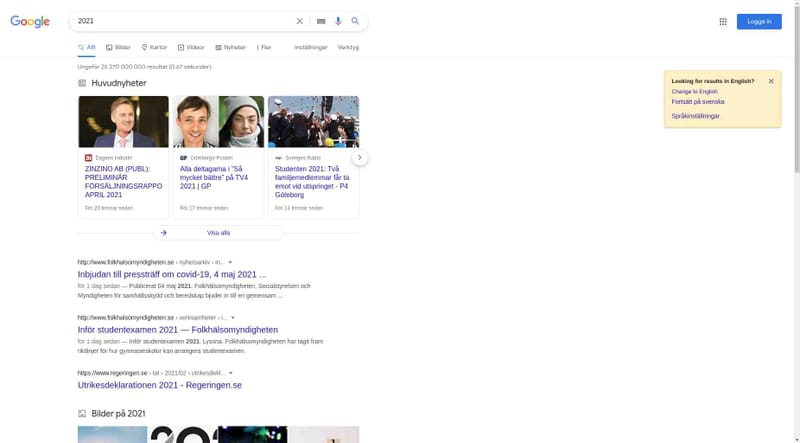 Google
2021
Logga in
Allt
Bilder
Kartor
Videor
Nyheter
Fler
Inställningar
Verktyg
Ungefär 25 270 000 000 resultat (0,67 sekunder)
Looking for results in English?
Change to English
Fortsätt på svenska
Språkinställningar
Huvudnyheter
Dagens industri
ZINZINO AB (PUBL):
PRELIMINÄR
FÖRSÄLJNINGSRAPPO
APRIL 2021
För 20 timmar sedan
GP
Göteborgs-Posten
Alla deltagarna i "Så
mycket bättre" på TV4
2021 | GP
För 17 timmar sedan
Sveriges Radio
Studenten 2021: Två
familjemedlemmar får ta
emot vid utspringet - P4
Göteborg
För 14 timmar sedan
Visa alla
http://www.folkhalsomyndigheten.se › nyhetsarkiv › in...
Inbjudan till pressträff om covid-19, 4 maj 2021 ...
för 1 dag sedan — Publicerat 04 maj 2021. Folkhälsomyndigheten, Socialstyrelsen och
Myndigheten för samhällsskydd och beredskap bjuder in till en gemensam ...
http://www.folkhalsomyndigheten.se › verksamheter › i...
Inför studentexamen 2021 — Folkhälsomyndigheten
för 1 dag sedan — Inför studentexamen 2021. Lyssna. Folkhälsomyndigheten har tagit fram
riktlinjer för hur gymnasieskolor kan arrangera studentexamen.
https://www.regeringen.se › tal › 2021/02 › utrikesdekl...
Utrikesdeklarationen 2021 - Regeringen.se
Bilder på 2021